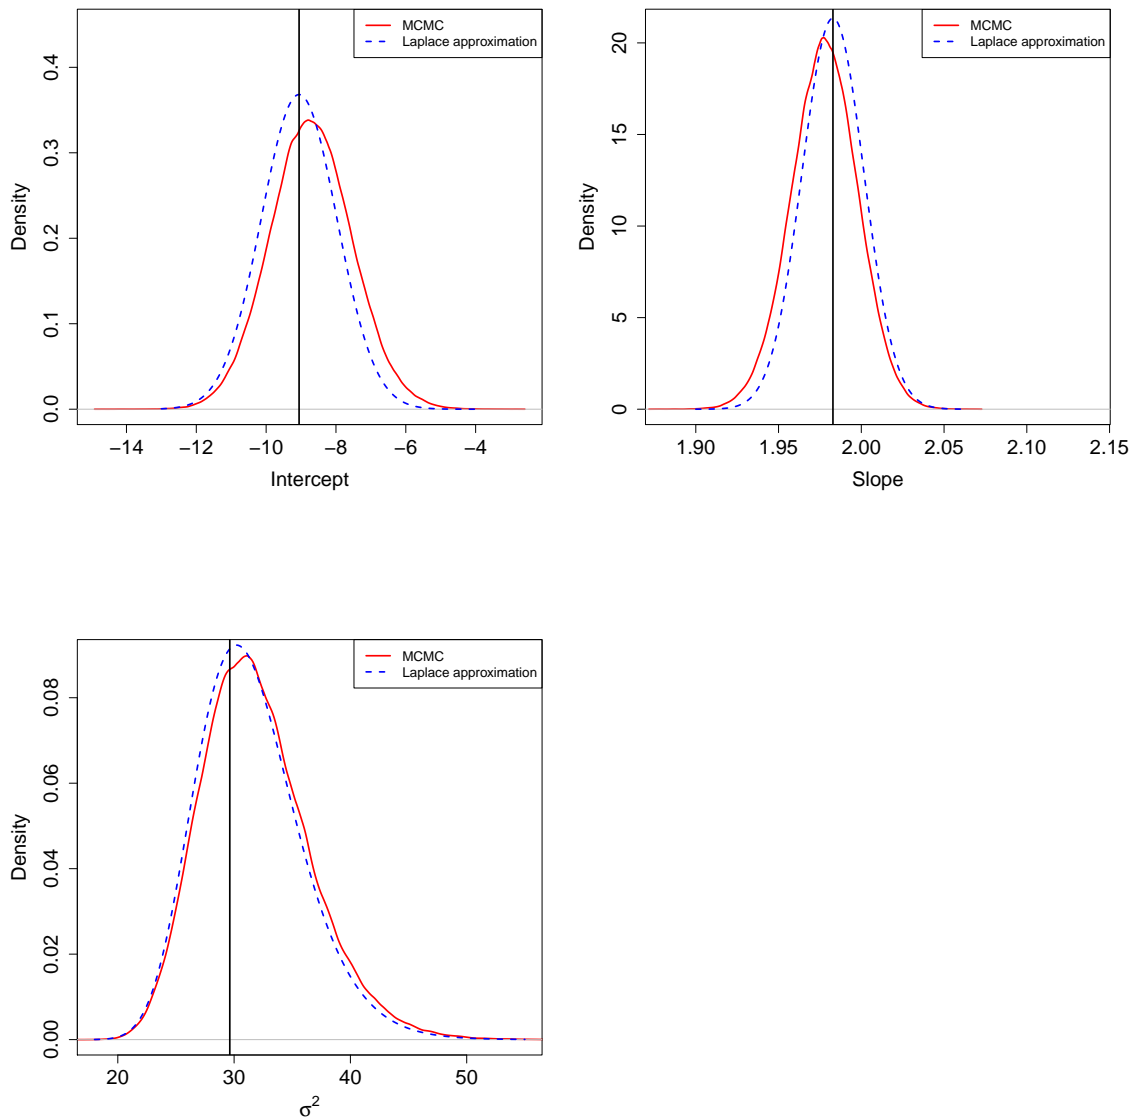 MCMC
Laplace approximation
Density
0.0
0.1
0.2
0.3
0.4
−14
−12
−10
−8
−6
−4
Intercept
MCMC
Laplace approximation
Density
0
5
10
15
20
1.90
1.95
2.00
2.05
2.10
2.15
Slope
MCMC
Laplace approximation
Density
0.00
0.02
0.04
0.06
0.08
20
30
40
50
σ²